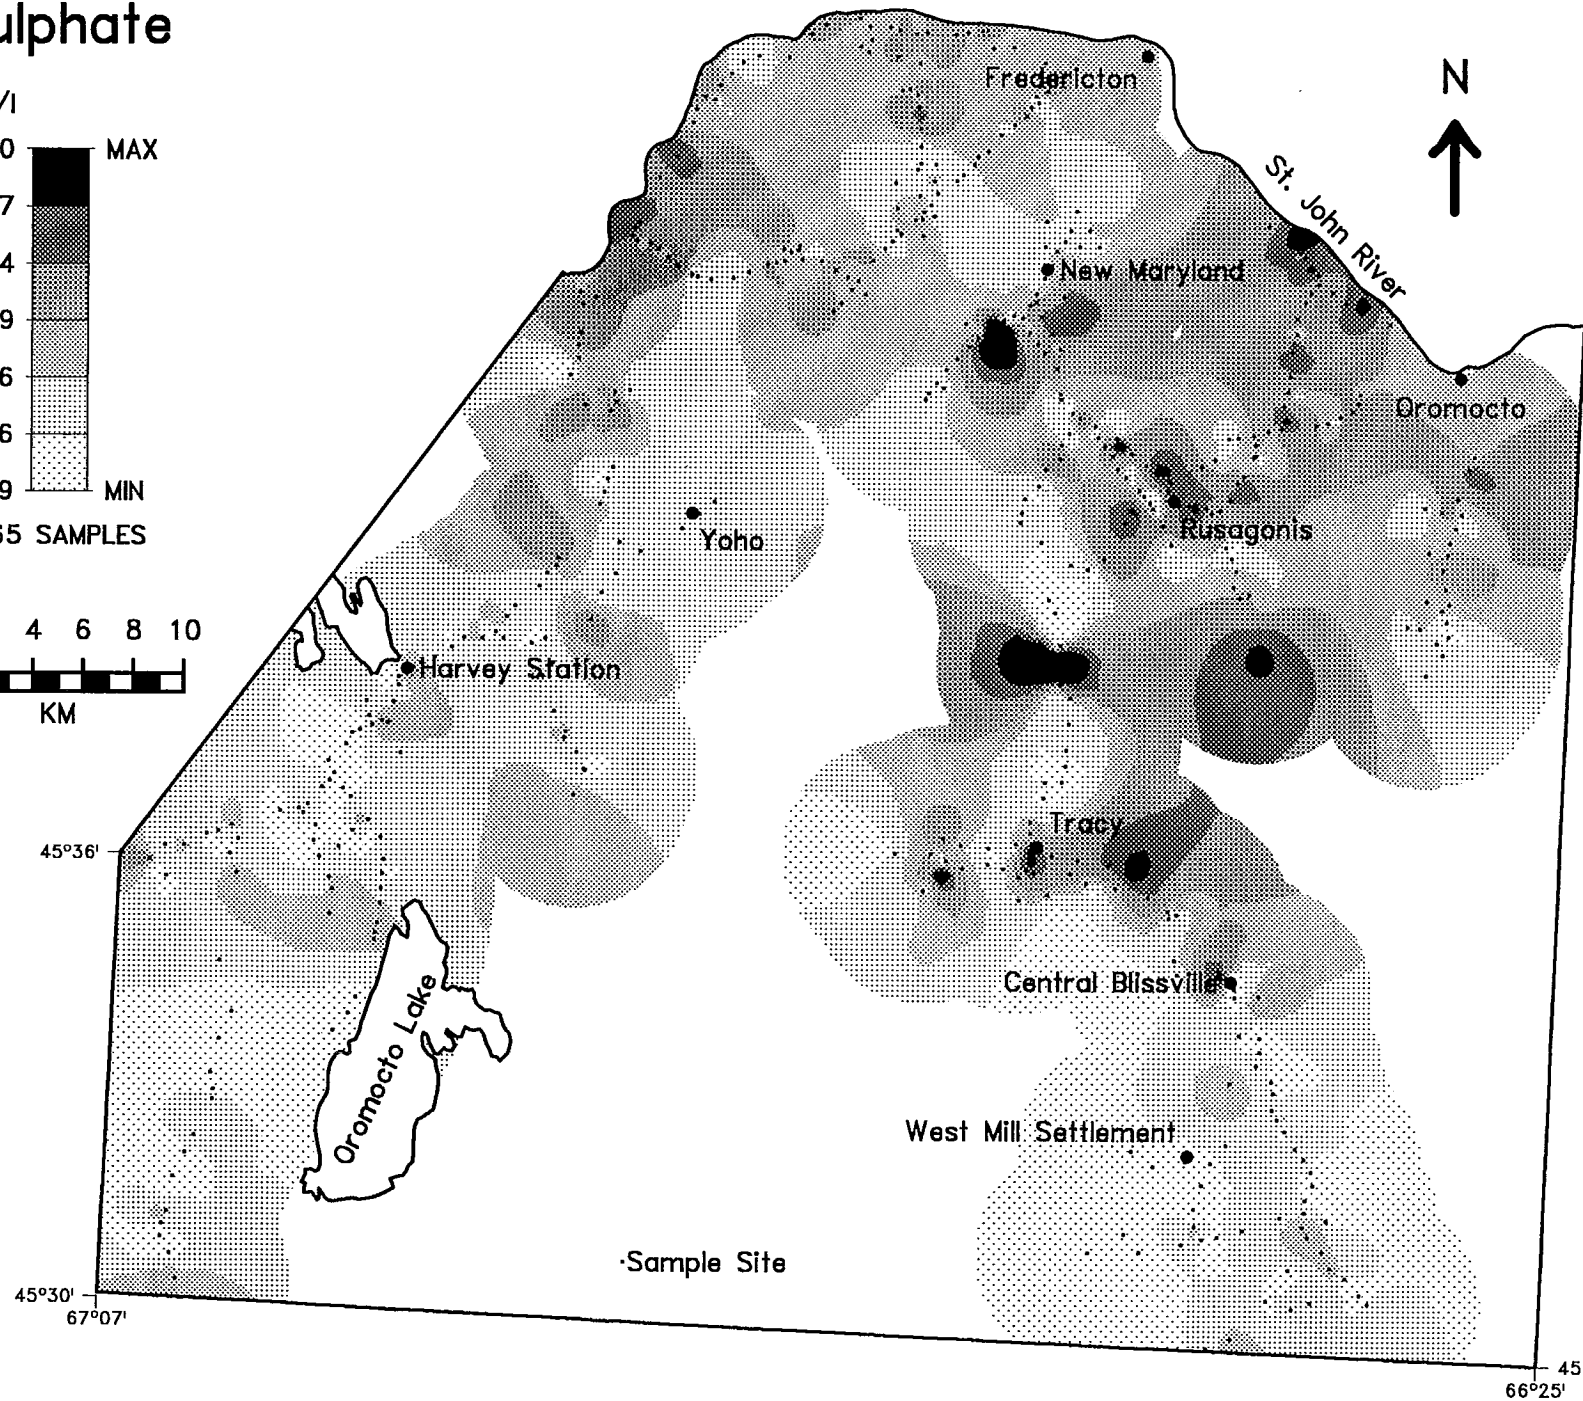 ulphate
/l
0 MAX
7
4
9
6
6
9 MIN
55 SAMPLES
4 6 8 10
KM
N
Fredericton
St. John River
New Maryland
Oromocto
Rusagonis
Yoho
Harvey Station
Tracy
45°36'
Central Blissville
Oromocto Lake
West Mill Settlement
·Sample Site
45°30'
67°07'
45
66°25'